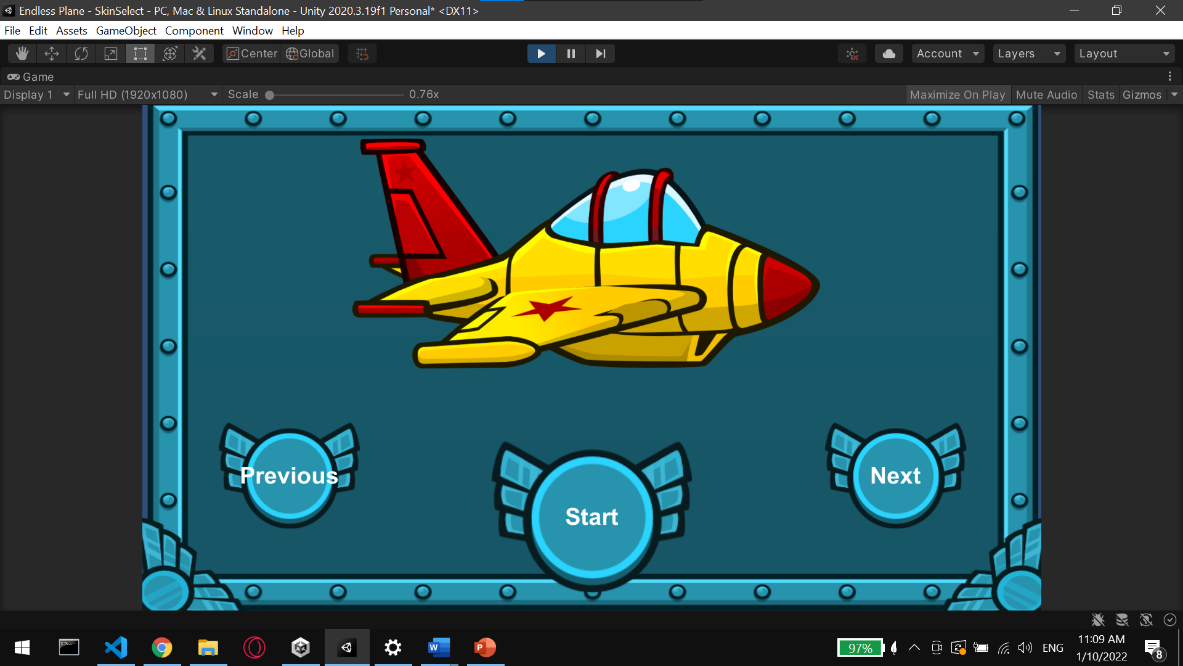 Endless Plane - SkinSelect - PC, Mac & Linux Standalone - Unity 2020.3.19f1 Personal* <DX11>
File Edit Assets GameObject Component Window Help
Center Global Account Layers Layout
Game
Display 1 Full HD (1920x1080) Scale 0.76x Maximize On Play Mute Audio Stats Gizmos
Previous
Start
Next
97% ENG
11:09 AM
1/10/2022
8